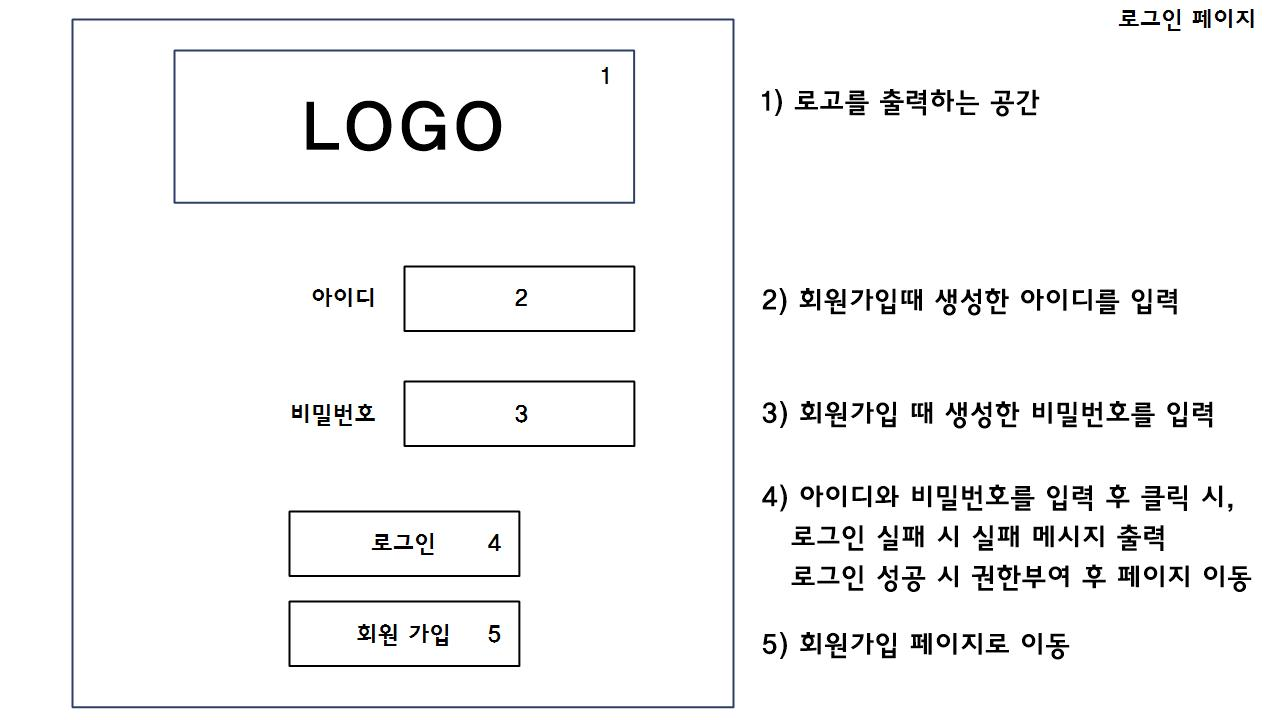 로그인 페이지
1
LOGO
1) 로고를 출력하는 공간
아이디
2
2) 회원가입때 생성한 아이디를 입력
비밀번호
3
3) 회원가입 때 생성한 비밀번호를 입력
4) 아이디와 비밀번호를 입력 후 클릭 시,
로그인 실패 시 실패 메시지 출력
로그인 성공 시 권한부여 후 페이지 이동
로그인 4
회원 가입 5
5) 회원가입 페이지로 이동